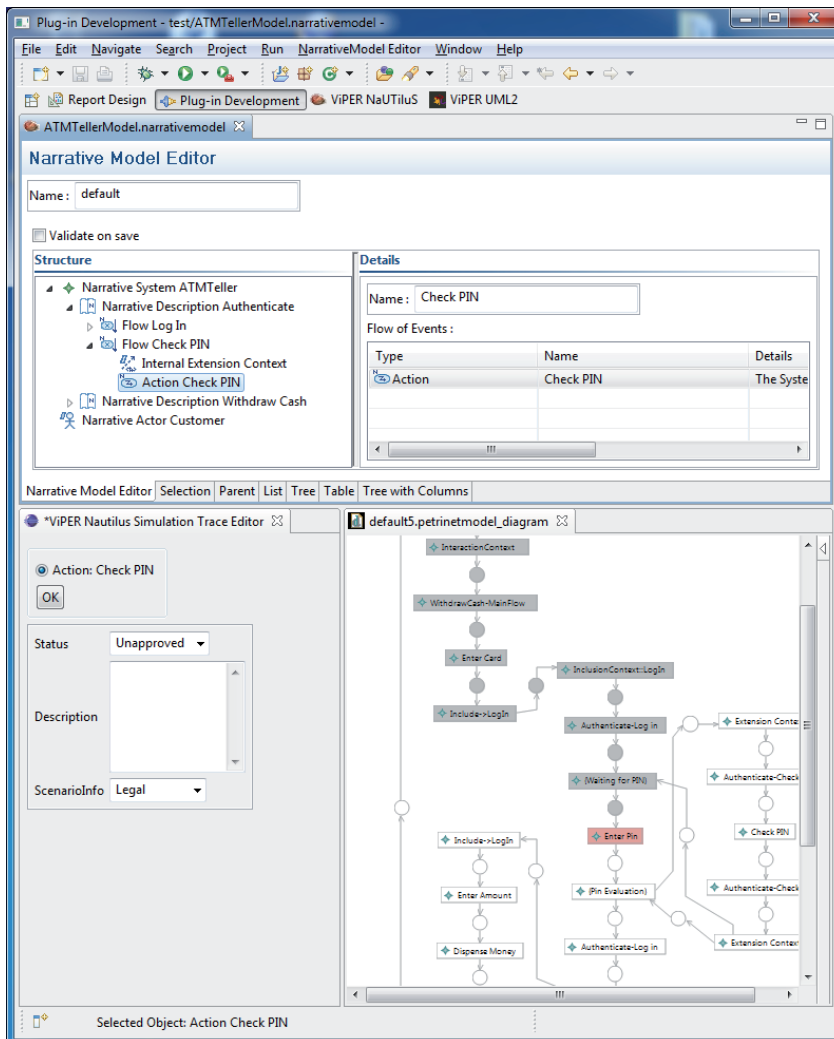 Plug-in Development - test/ATMTellerModel.narrativemodel -
File Edit Navigate Search Project Run NarrativeModel Editor Window Help
Report Design Plug-in Development ViPER NaUTiluS ViPER UML2
ATMTellerModel.narrativemodel
Narrative Model Editor
Name : default
Validate on save
Structure
Narrative System ATMTeller
Narrative Description Authenticate
Flow Log In
Flow Check PIN
Internal Extension Context
Action Check PIN
Narrative Description Withdraw Cash
Narrative Actor Customer
Details
Name : Check PIN
Flow of Events :
Type Name Details
Action Check PIN The Syste
Narrative Model Editor Selection Parent List Tree Table Tree with Columns
*ViPER Nautilus Simulation Trace Editor
Action: Check PIN
OK
Status Unapproved
Description
ScenarioInfo Legal
default5.petrinetmodel_diagram
InteractionContext
WithdrawCash-MainFlow
Enter Card
Include->LogIn
InclusionContext::LogIn
Authenticate-Log in
(Waiting for PIN)
Enter Pin
(Pin Evaluation)
Authenticate-Log in
Include->LogIn
Enter Amount
Dispense Money
Extension Conte
Authenticate-Check
Check PIN
Authenticate-Check
Extension Contex
Selected Object: Action Check PIN